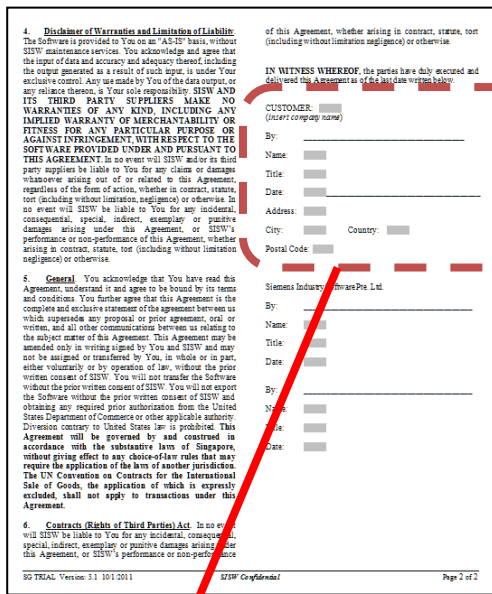 4. Disclaimer of Warranties and Limitation of Liability.
The Software is provided to You on an "AS-IS" basis, without
SISW maintenance services. You acknowledge and agree that
the input of data and accuracy and adequacy thereof, including
the output generated as a result of such input, is under Your
exclusive control. Any use made by You of the data output, or
any reliance thereon, is Your sole responsibility. SISW AND
ITS THIRD PARTY SUPPLIERS MAKE NO
WARRANTIES OF ANY KIND, INCLUDING ANY
IMPLIED WARRANTY OF MERCHANTABILITY OR
FITNESS FOR ANY PARTICULAR PURPOSE OR
AGAINST INFRINGEMENT, WITH RESPECT TO THE
SOFTWARE PROVIDED UNDER AND PURSUANT TO
THIS AGREEMENT. In no event will SISW and/or its third
party suppliers be liable to You for any claims or damages
whatsoever arising out of or related to this Agreement,
regardless of the form of action, whether in contract, statute,
tort (including without limitation, negligence) or otherwise. In
no event will SISW be liable to You for any incidental,
consequential, special, indirect, exemplary or punitive
damages arising under this Agreement, or SISW's
performance or non-performance of this Agreement, whether
arising in contract, statute, tort (including without limitation
negligence) or otherwise.
5. General. You acknowledge that You have read this
Agreement, understand it and agree to be bound by its terms
and conditions. You further agree that this Agreement is the
complete and exclusive statement of the agreement between us
which supersedes any proposal or prior agreement, oral or
written, and all other communications between us relating to
the subject matter of this Agreement. This Agreement may be
amended only in writing signed by You and SISW and may
not be assigned or transferred by You, in whole or in part,
either voluntarily or by operation of law, without the prior
written consent of SISW. You will not transfer the Software
without the prior written consent of SISW. You will not export
the Software without the prior written consent of SISW and
obtaining any required prior authorization from the United
States Department of Commerce or other applicable authority.
Diversion contrary to United States law is prohibited. This
Agreement will be governed by and construed in
accordance with the substantive laws of Singapore,
without giving effect to any choice-of-law rules that may
require the application of the laws of another jurisdiction.
The UN Convention on Contracts for the International
Sale of Goods, the application of which is expressly
excluded, shall not apply to transactions under this
Agreement.
6. Contracts (Rights of Third Parties) Act. In no event
will SISW be liable to You for any incidental, consequential,
special, indirect, exemplary or punitive damages arising under
this Agreement, or SISW's performance or non-performance
of this Agreement, whether arising in contract, statute, tort
(including without limitation negligence) or otherwise.
IN WITNESS WHEREOF, the parties have duly executed and
delivered this Agreement as of the last date written below.
CUSTOMER:
(Insert company name)
By:
Name:
Title:
Date:
Address:
City: Country:
Postal Code:
Siemens Industry Software Pte. Ltd.
By:
Name:
Title:
Date:
By:
Name:
Title:
Date:
SG TRIAL Version: 3.1 10/1/2011 SISW Confidential Page 2 of 2